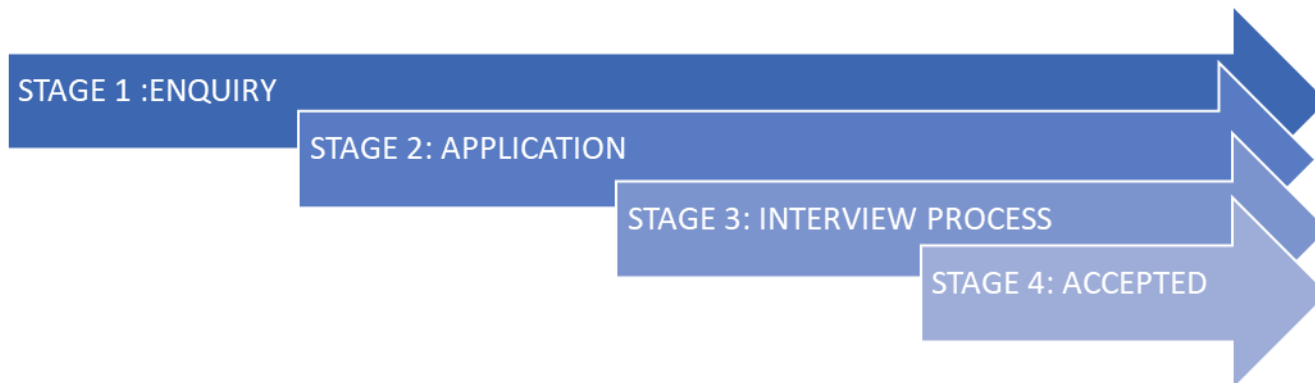 STAGE 1 :ENQUIRY
STAGE 2: APPLICATION
STAGE 3: INTERVIEW PROCESS
STAGE 4: ACCEPTED